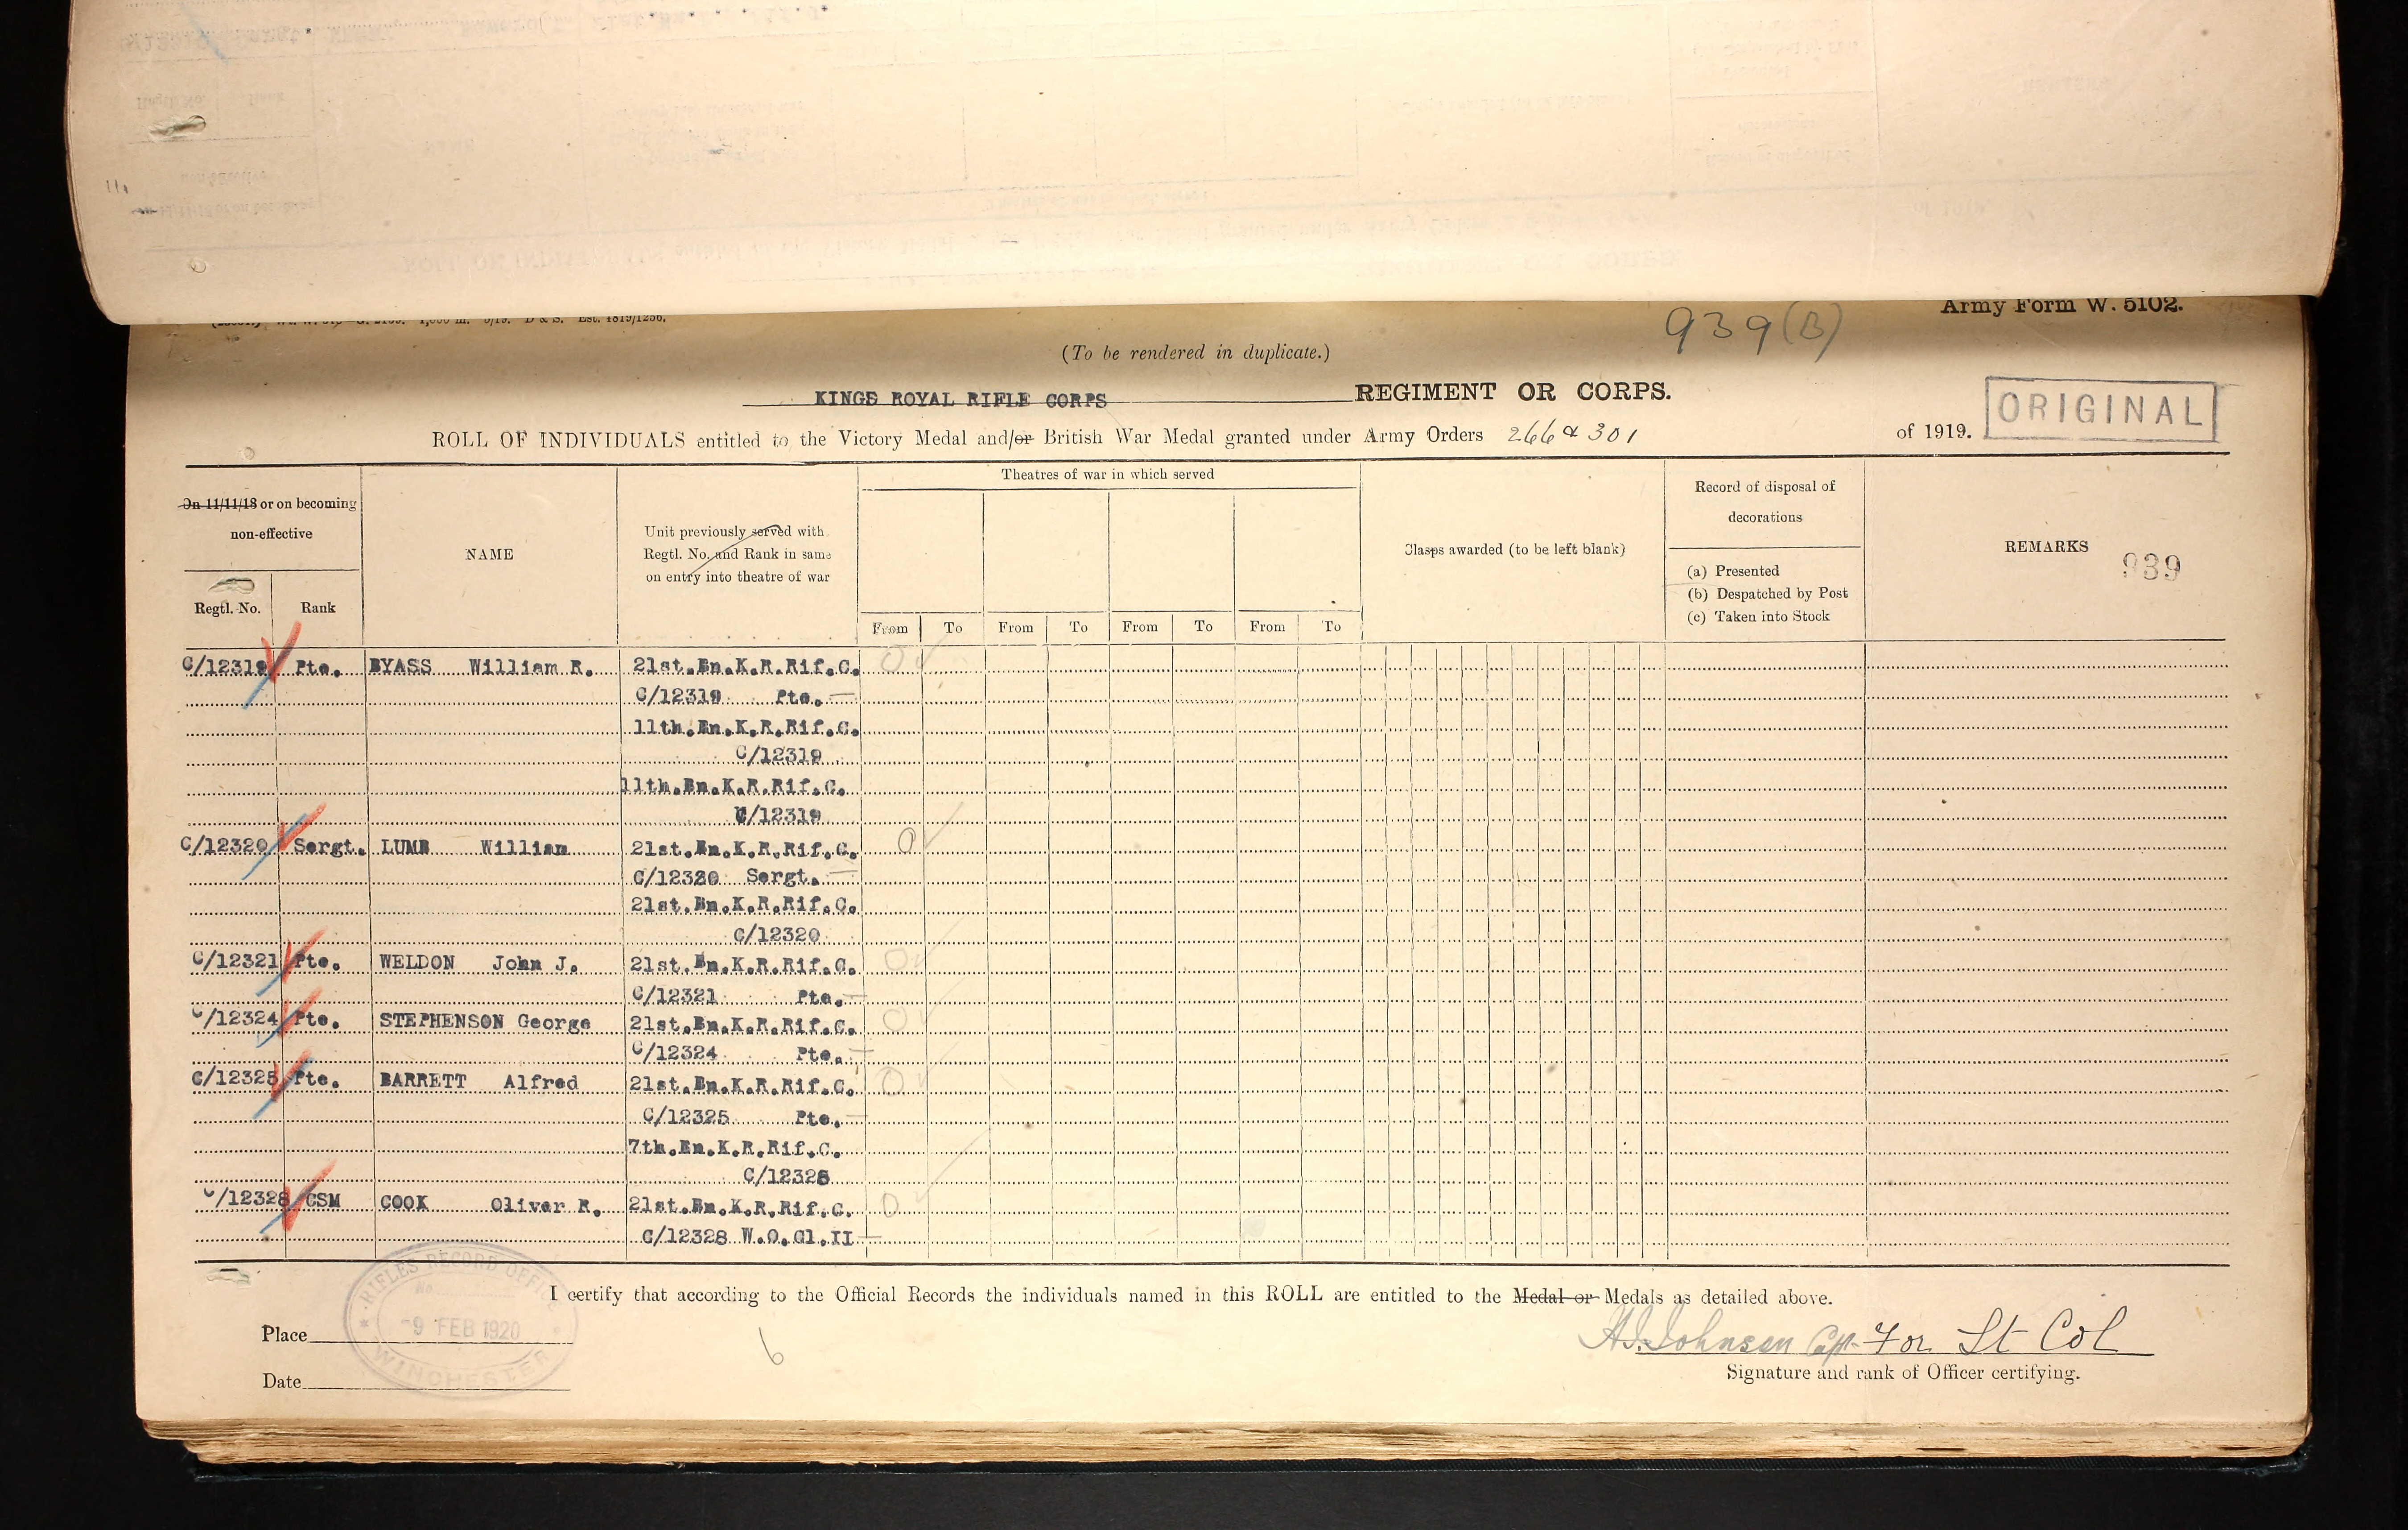 Army Form W. 5102.
939(B)
(To be rendered in duplicate.)
KINGS ROYAL RIFLE CORPS REGIMENT OR CORPS.
ORIGINAL
ROLL OF INDIVIDUALS entitled to the Victory Medal and/or British War Medal granted under Army Orders 266 & 301 of 1919.
On 11/11/18 or on becoming
non-effective
Regtl. No. Rank
NAME
Unit previously served with
Regtl. No. and Rank in same
on entry into theatre of war
Theatres of war in which served
From To From To From To From To
Clasps awarded (to be left blank)
Record of disposal of
decorations
(a) Presented
(b) Despatched by Post
(c) Taken into Stock
REMARKS
939
C/12319 Pte. BYASS William R. 21st.Bn.K.R.Rif.C. O
C/12319 Pte.
11th.Bn.K.R.Rif.C.
C/12319
11th.Bn.K.R.Rif.C.
C/12319
C/12320 Sergt. LUMB William 21st.Bn.K.R.Rif.C. O
C/12320 Sergt.
21st.Bn.K.R.Rif.C.
C/12320
C/12321 Pte. WELDON John J. 21st.Bn.K.R.Rif.C. O
C/12321 Pte.
C/12324 Pte. STEPHENSON George 21st.Bn.K.R.Rif.C. O
C/12324 Pte.
C/12325 Pte. BARRETT Alfred 21st.Bn.K.R.Rif.C. O
C/12325 Pte.
7th.Bn.K.R.Rif.C.
C/12325
C/12328 CSM COOK Oliver R. 21st.Bn.K.R.Rif.C. O
C/12328 W.O.Cl.II
I certify that according to the Official Records the individuals named in this ROLL are entitled to the Medal or Medals as detailed above.
RIFLES RECORD OFFICE
No.
-9 FEB 1920
WINCHESTER
Place
Date
6
Johnson Capt For Lt Col
Signature and rank of Officer certifying.